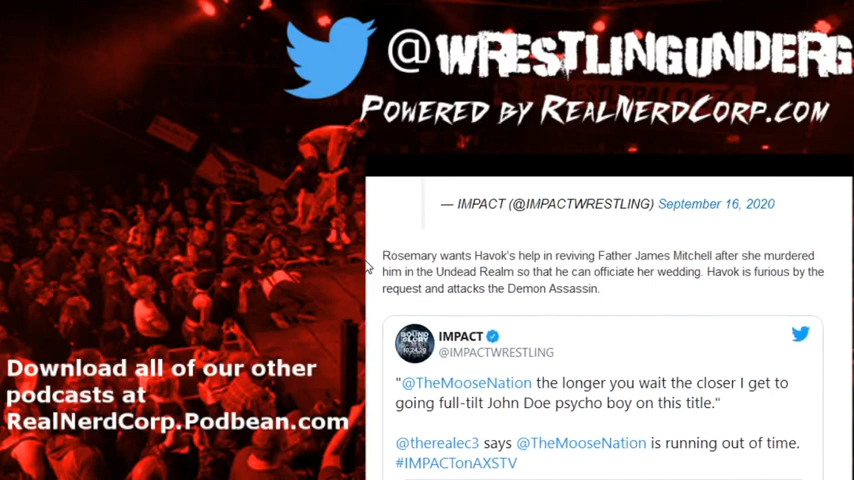 @WRESTLINGUNDERG
POWERED BY REALNERDCORP.COM
— IMPACT (@IMPACTWRESTLING) September 16, 2020
Rosemary wants Havok's help in reviving Father James Mitchell after she murdered
him in the Undead Realm so that he can officiate her wedding. Havok is furious by the
request and attacks the Demon Assassin.
IMPACT
@IMPACTWRESTLING
"@TheMooseNation the longer you wait the closer I get to
going full-tilt John Doe psycho boy on this title."
@therealec3 says @TheMooseNation is running out of time.
#IMPACTonAXSTV
Download all of our other
podcasts at
RealNerdCorp.Podbean.com